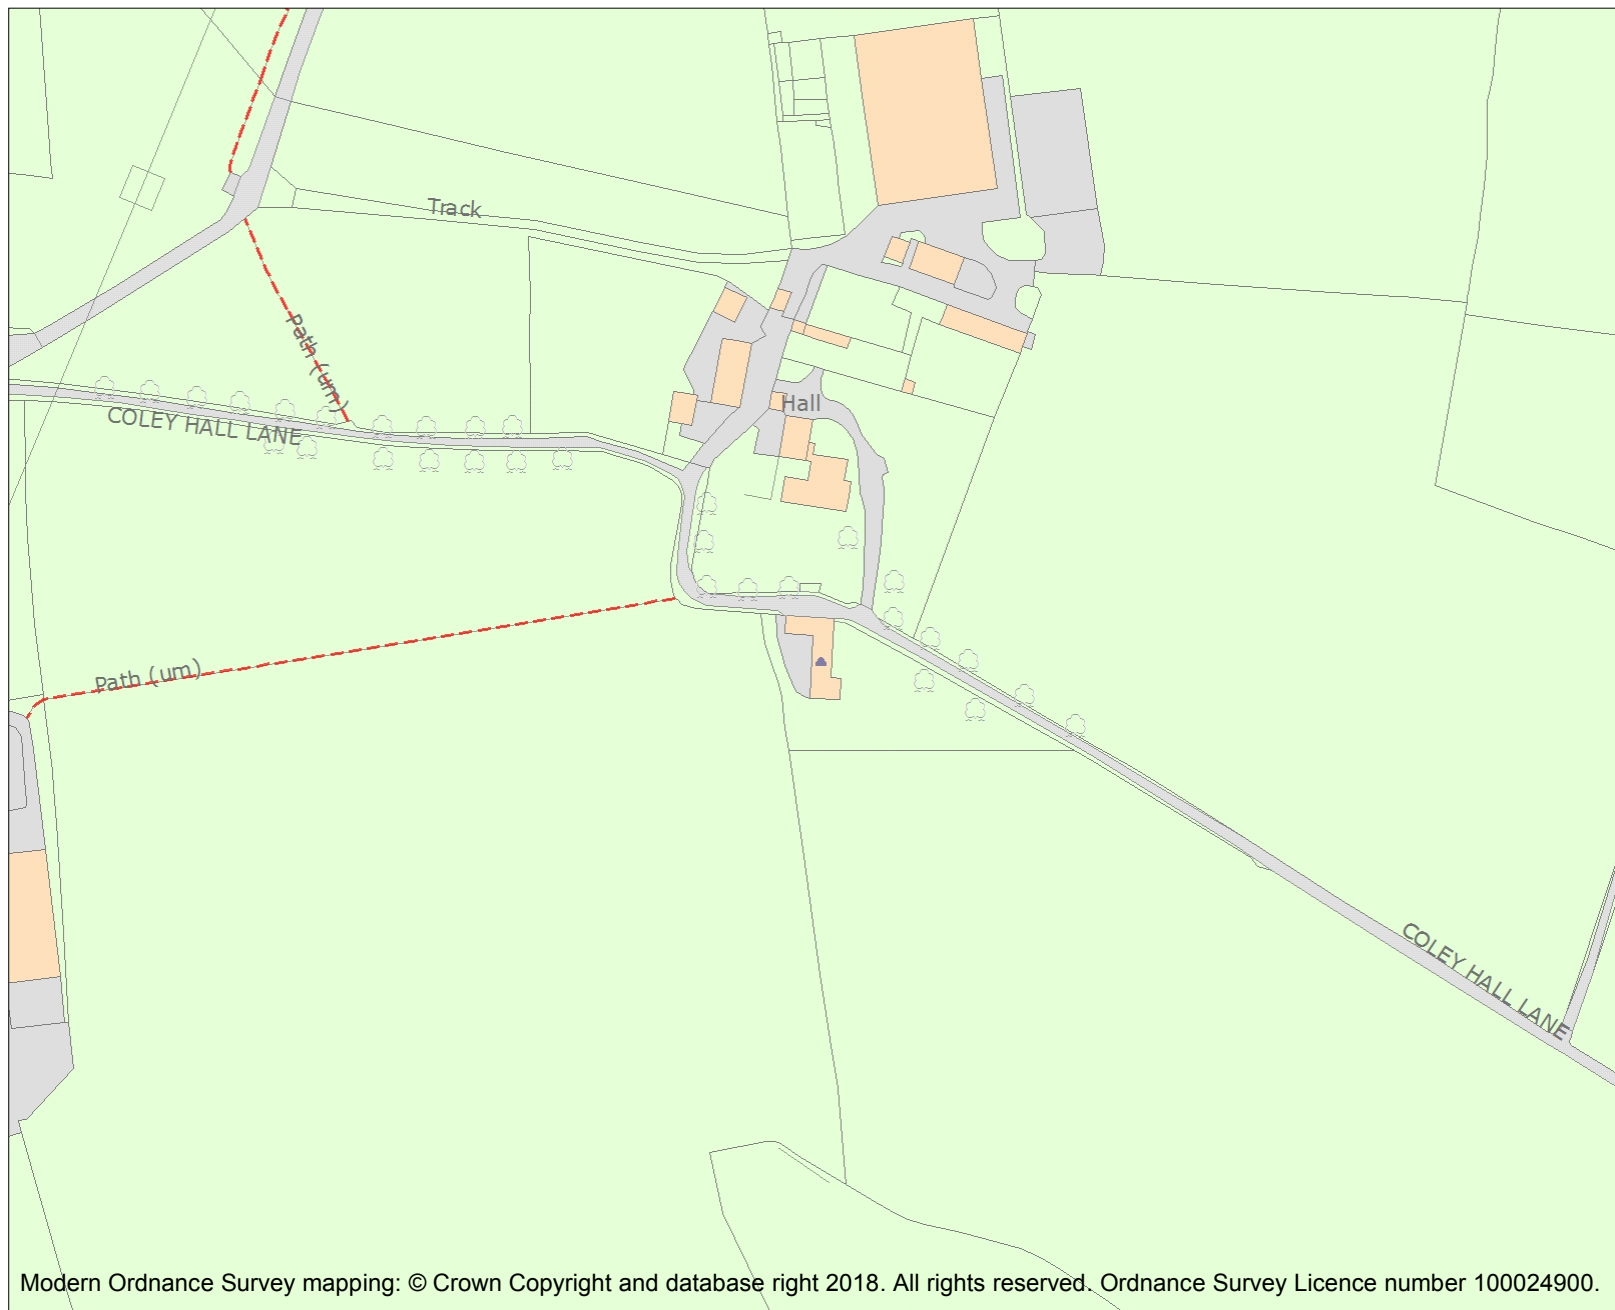 Track
Path (um)
COLEY HALL LANE
Hall
Path (um)
COLEY HALL LANE
Modern Ordnance Survey mapping: © Crown Copyright and database right 2018. All rights reserved. Ordnance Survey Licence number 100024900.